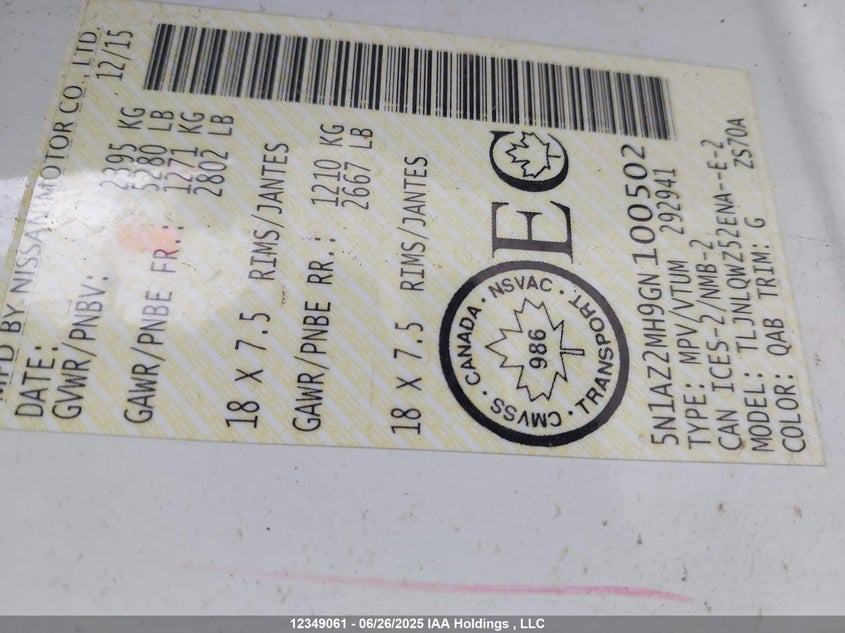 MFD BY NISSAN MOTOR CO., LTD.
DATE: 12/15
GVWR/PNBV: 2395 KG
5280 LB
GAWR/PNBE FR.: 1271 KG
2802 LB
18 X 7.5 RIMS/JANTES
GAWR/PNBE RR.: 1210 KG
2667 LB
18 X 7.5 RIMS/JANTES
CANADA · NSVAC · TRANSPORT · CMVSS ·
986
EC
5N1AZ2MH9GN100502
TYPE: MPV/VTUM 292941
CAN ICES-2/NMB-2
MODEL: TLJNLQWZ52ENA--E-2
COLOR: QAB TRIM: G ZS70A
12349061 - 06/26/2025 IAA Holdings , LLC